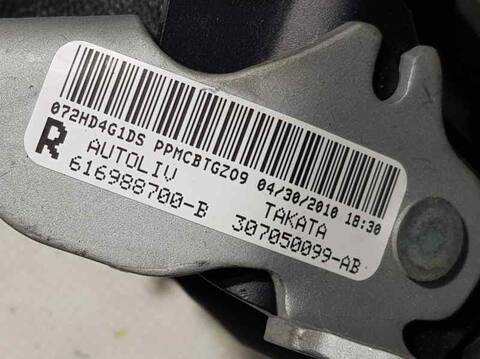 072HD4G1DS PPMCBTGZ09 04/30/2010 18:30
R AUTOLIV TAKATA
616988700-B 307050099-AB